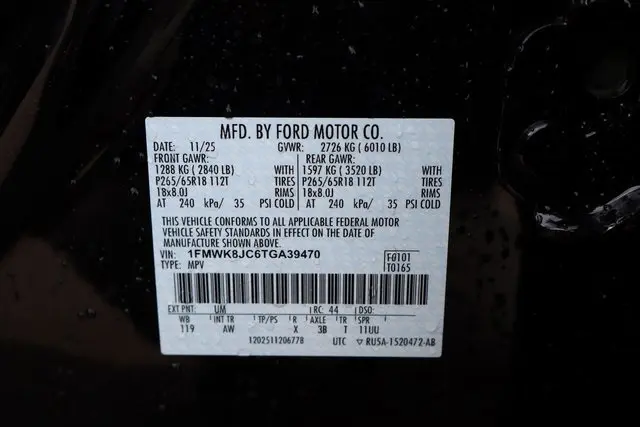 MFD. BY FORD MOTOR CO.
DATE: 11/25 GVWR: 2726 KG ( 6010 LB)
FRONT GAWR: REAR GAWR:
1288 KG ( 2840 LB) WITH 1597 KG ( 3520 LB) WITH
P265/65R18 112T TIRES P265/65R18 112T TIRES
18x8.0J RIMS 18x8.0J RIMS
AT 240 kPa/ 35 PSI COLD AT 240 kPa/ 35 PSI COLD
THIS VEHICLE CONFORMS TO ALL APPLICABLE FEDERAL MOTOR
VEHICLE SAFETY STANDARDS IN EFFECT ON THE DATE OF
MANUFACTURE SHOWN ABOVE.
VIN: 1FMWK8JC6TGA39470 F0101
TYPE: MPV T0165
EXT PNT: UM RC: 44 DSO:
WB INT TR TP/PS R AXLE TR SPR
119 AW X 3B T 11UU
1202511206778 UTC ▽ RU5A-1520472-AB